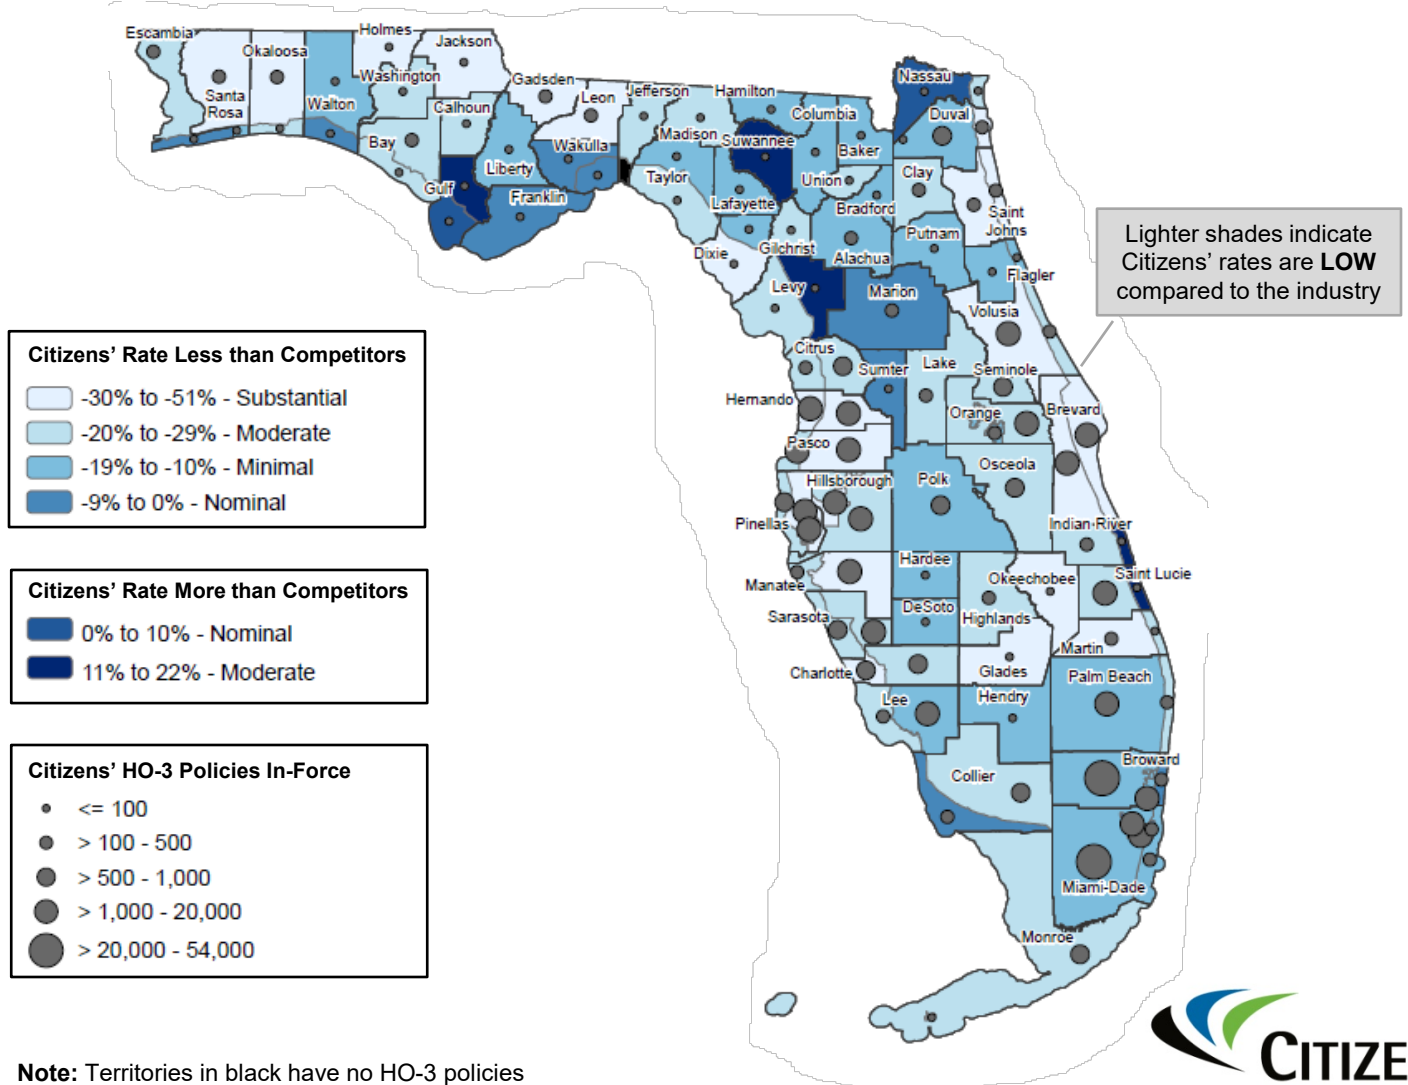 Escambia
Holmes
Okaloosa
Jackson
Santa
Rosa
Walton
Washington
Calhoun
Bay
Gulf
Liberty
Gadsden
Leon
Wakulla
Franklin
Jefferson
Madison
Taylor
Hamilton
Suwannee
Lafayette
Columbia
Baker
Union
Bradford
Nassau
Duval
Clay
Saint
Johns
Putnam
Dixie
Gilchrist
Alachua
Flagler
Levy
Marion
Volusia
Lighter shades indicate
Citizens' rates are LOW
compared to the industry
Citrus
Sumter
Lake
Seminole
Hernando
Orange
Brevard
Pasco
Osceola
Hillsborough
Polk
Pinellas
Indian River
Hardee
Okeechobee
Saint Lucie
Manatee
DeSoto
Highlands
Sarasota
Martin
Charlotte
Glades
Palm Beach
Lee
Hendry
Collier
Broward
Miami-Dade
Monroe
Citizens' Rate Less than Competitors
-30% to -51% - Substantial
-20% to -29% - Moderate
-19% to -10% - Minimal
-9% to 0% - Nominal
Citizens' Rate More than Competitors
0% to 10% - Nominal
11% to 22% - Moderate
Citizens' HO-3 Policies In-Force
<= 100
> 100 - 500
> 500 - 1,000
> 1,000 - 20,000
> 20,000 - 54,000
Note: Territories in black have no HO-3 policies
CITIZE